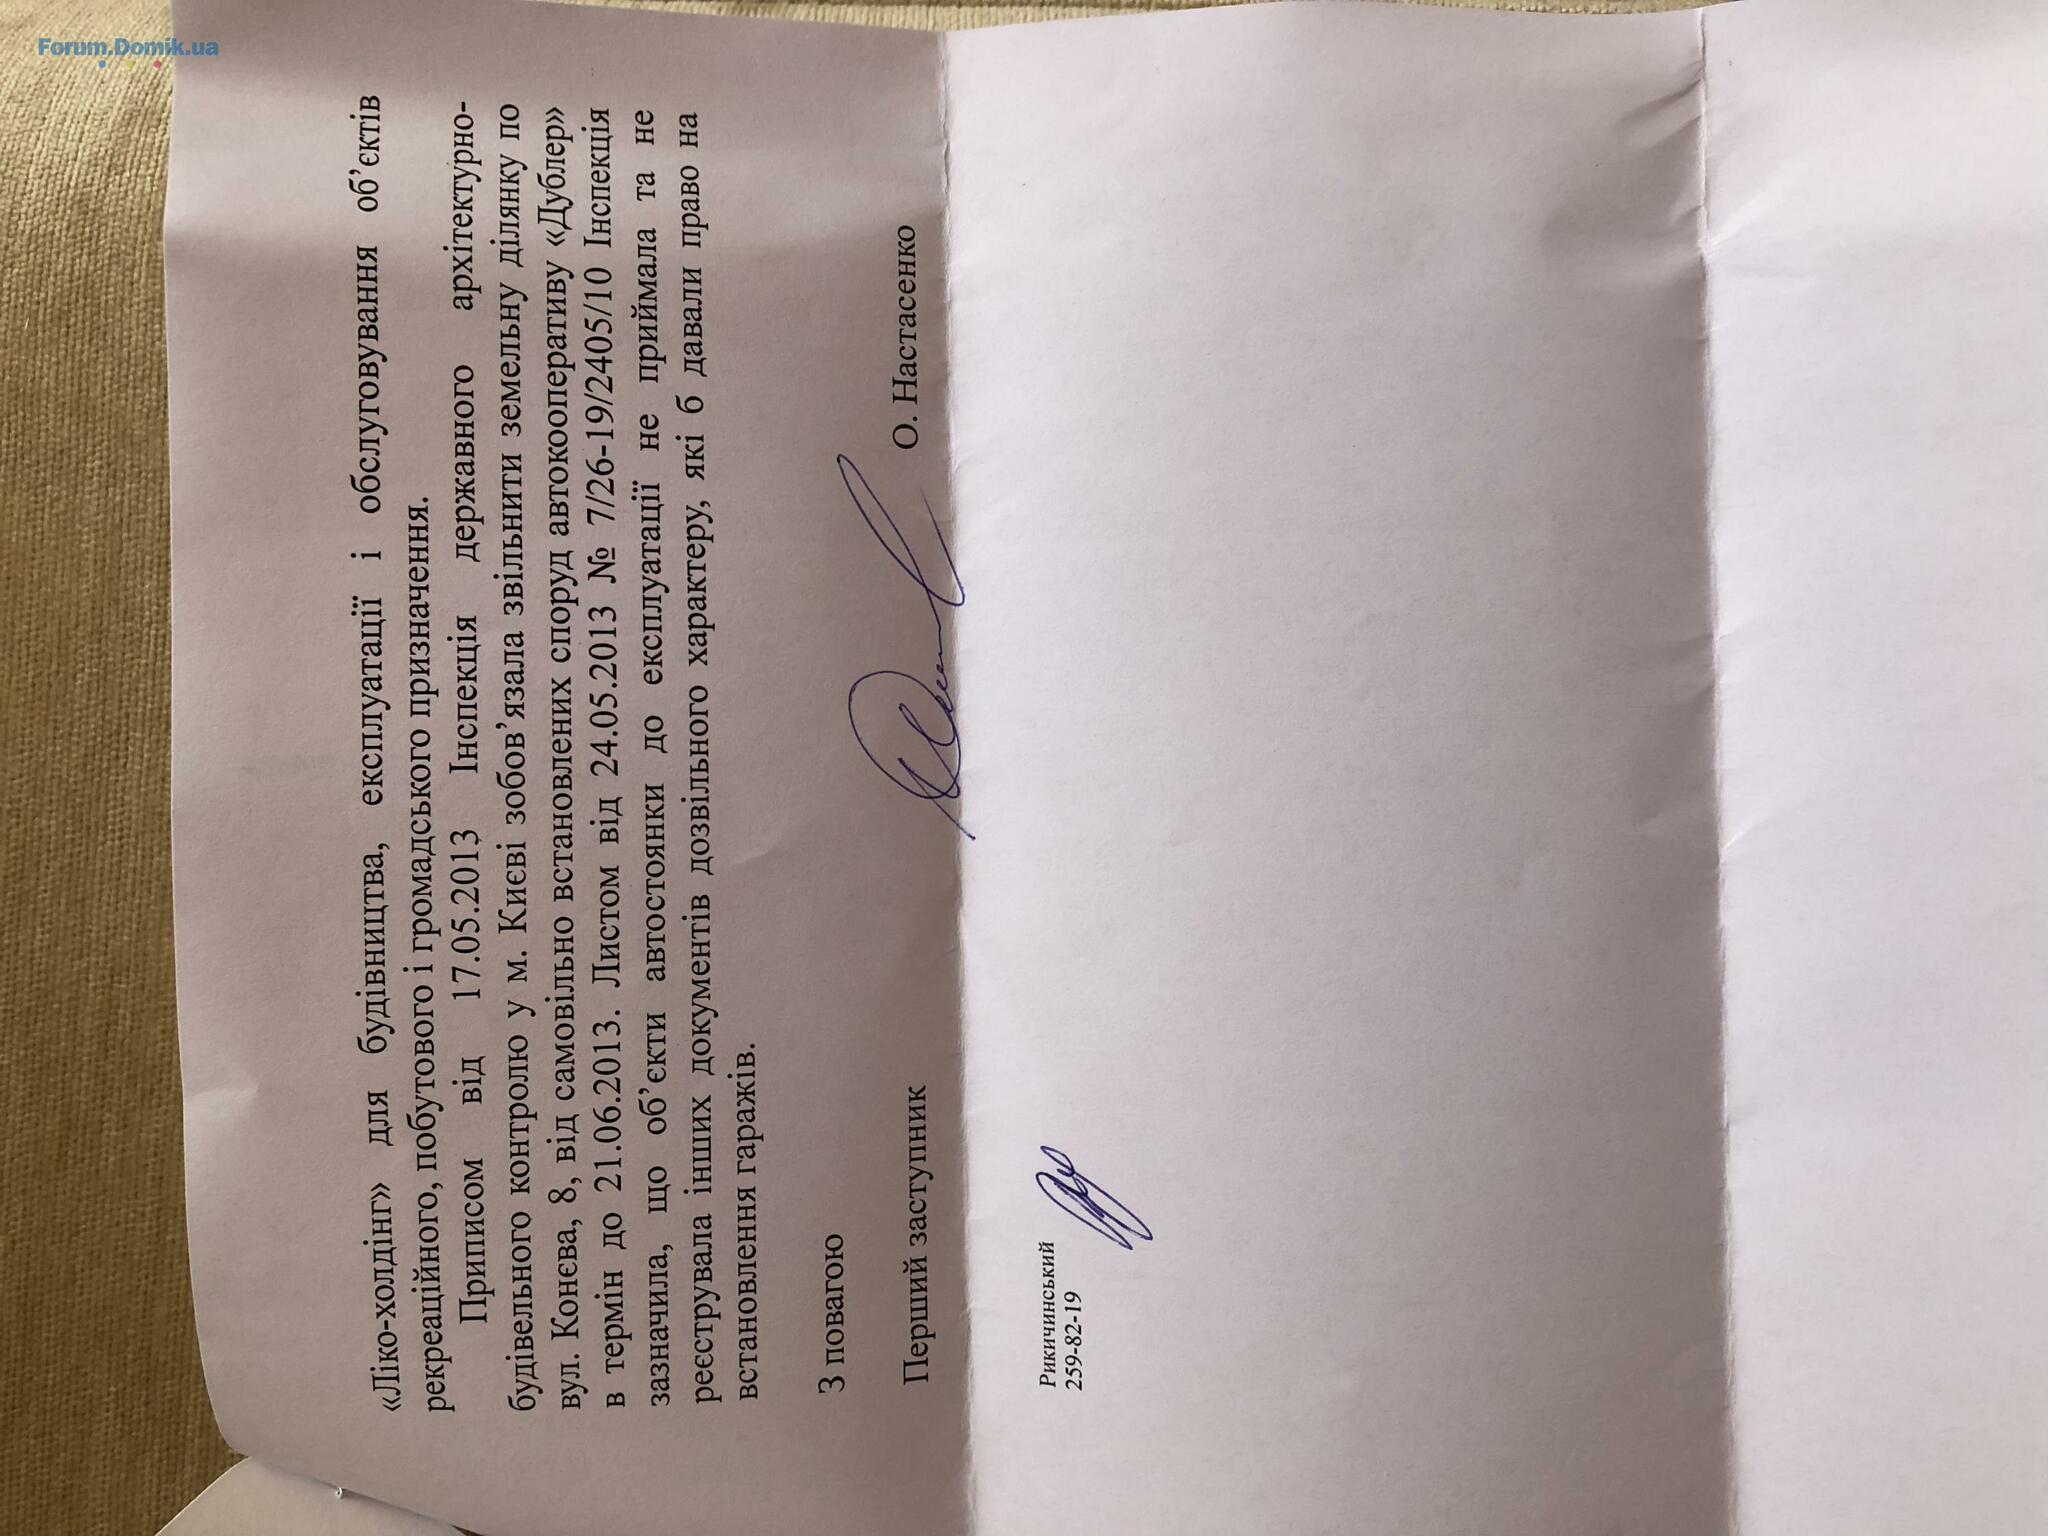 Forum.Domik.ua
«Ліко-холдінг» для будівництва, експлуатації і обслуговування об’єктів
рекреаційного, побутового і громадського призначення.
Приписом від 17.05.2013 Інспекція державного архітектурно-
будівельного контролю у м. Києві зобов’язала звільнити земельну ділянку по
вул. Конєва, 8, від самовільно встановлених споруд автокооперативу «Дублер»
в термін до 21.06.2013. Листом від 24.05.2013 № 7/26-19/2405/10 Інспекція
зазначила, що об’єкти автостоянки до експлуатації не приймала та не
реєструвала інших документів дозвільного характеру, які б давали право на
встановлення гаражів.
З повагою
Перший заступник О. Настасенко
Рикичинський
259-82-19